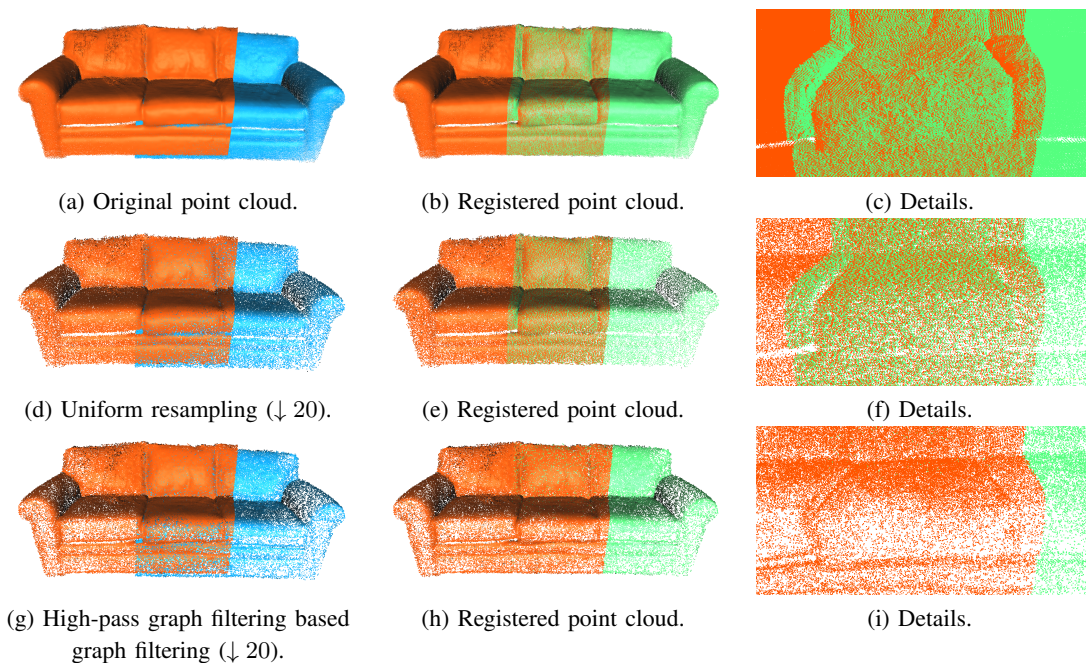 (a) Original point cloud.
(b) Registered point cloud.
(c) Details.
(d) Uniform resampling (↓ 20).
(e) Registered point cloud.
(f) Details.
(g) High-pass graph filtering based
graph filtering (↓ 20).
(h) Registered point cloud.
(i) Details.